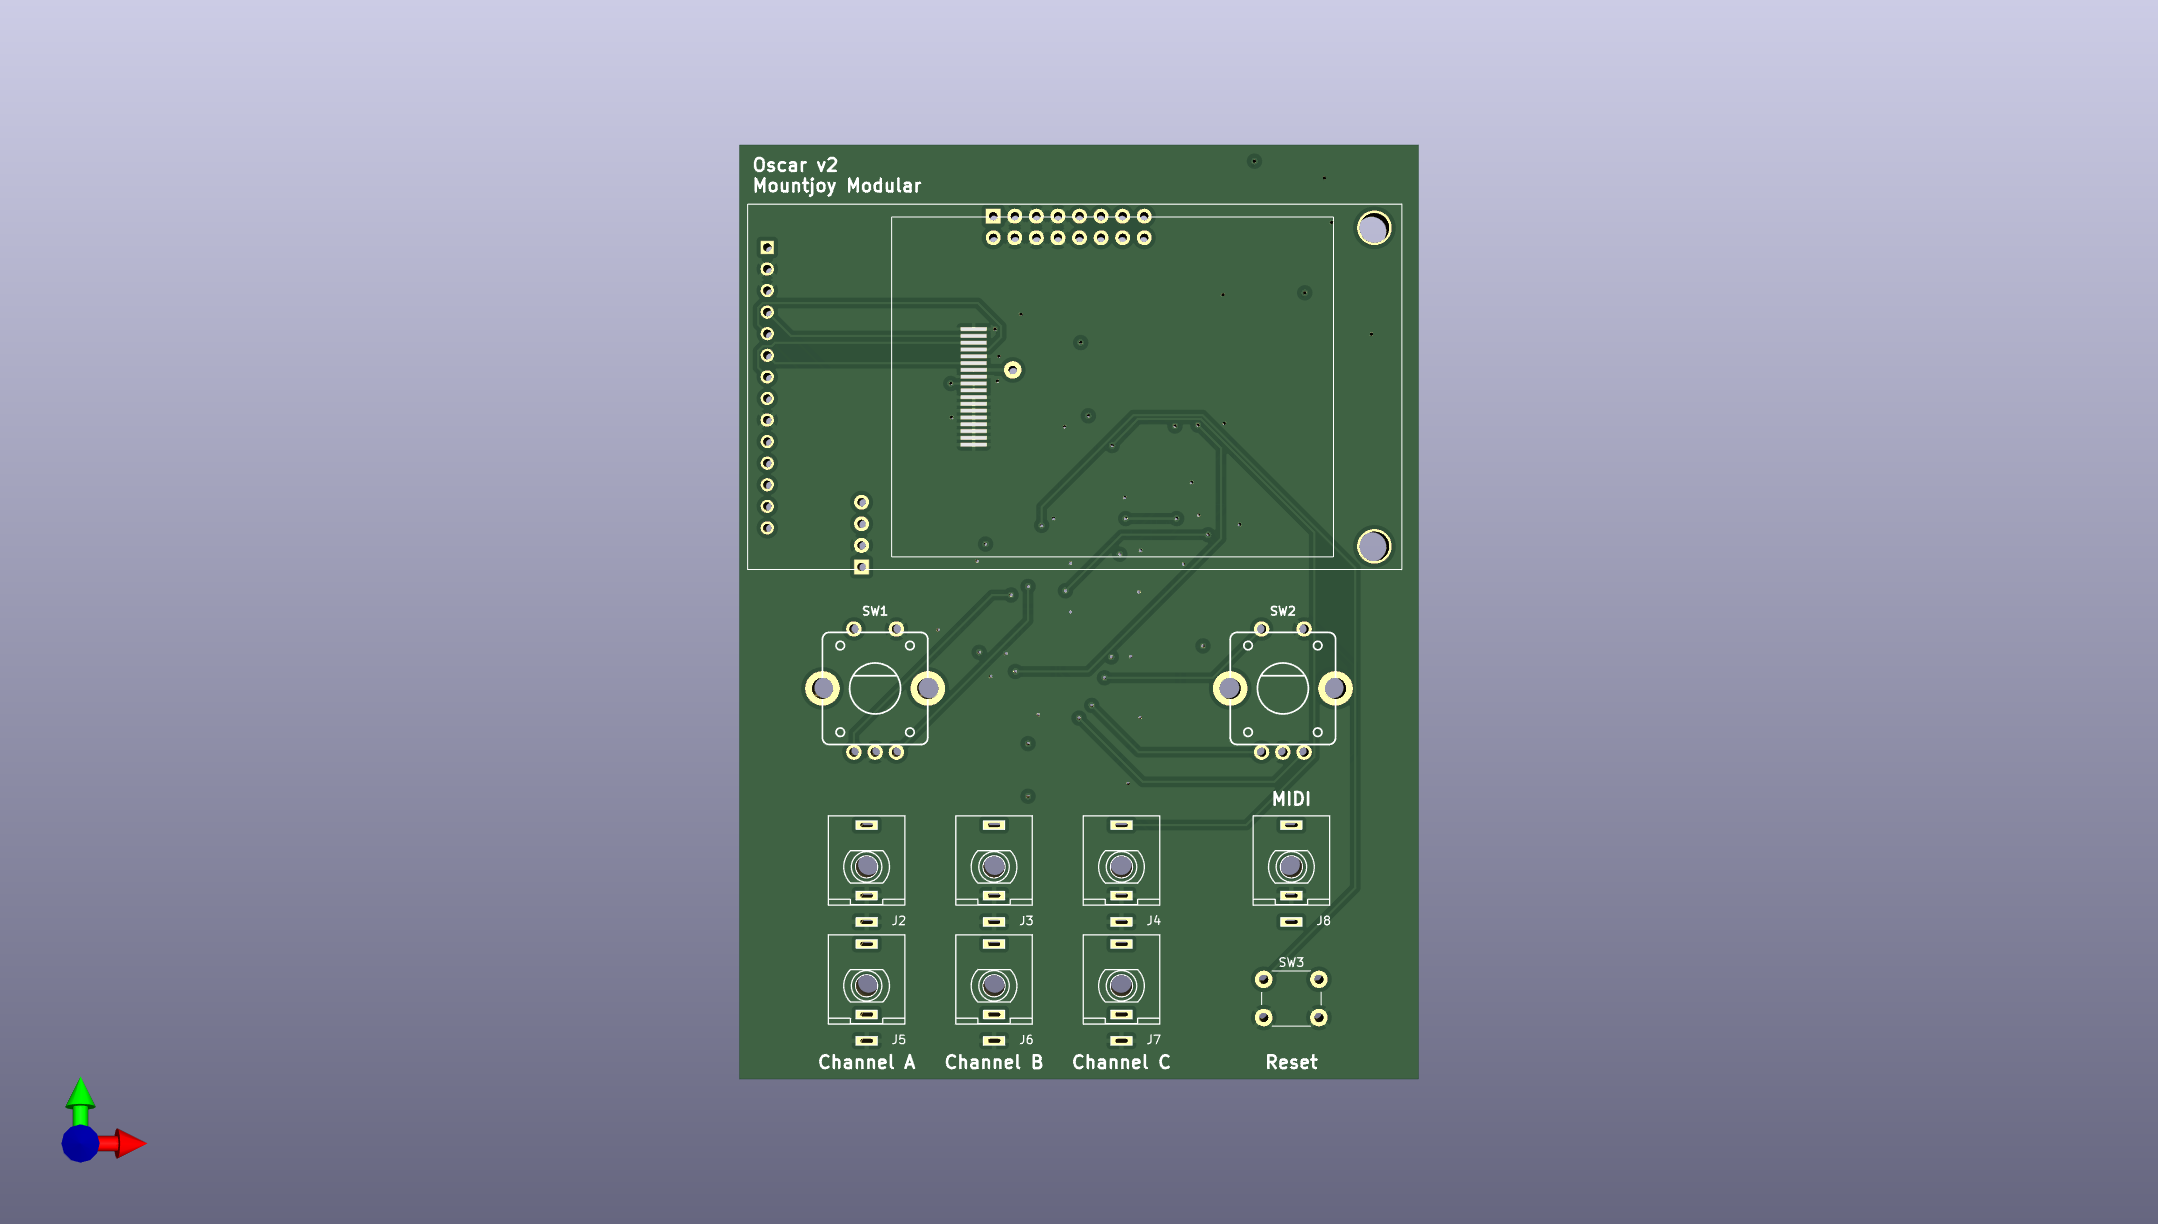 Oscar v2
Mountjoy Modular
SW1
SW2
MIDI
J2
J3
J4
J8
SW3
J5
J6
J7
Channel A
Channel B
Channel C
Reset